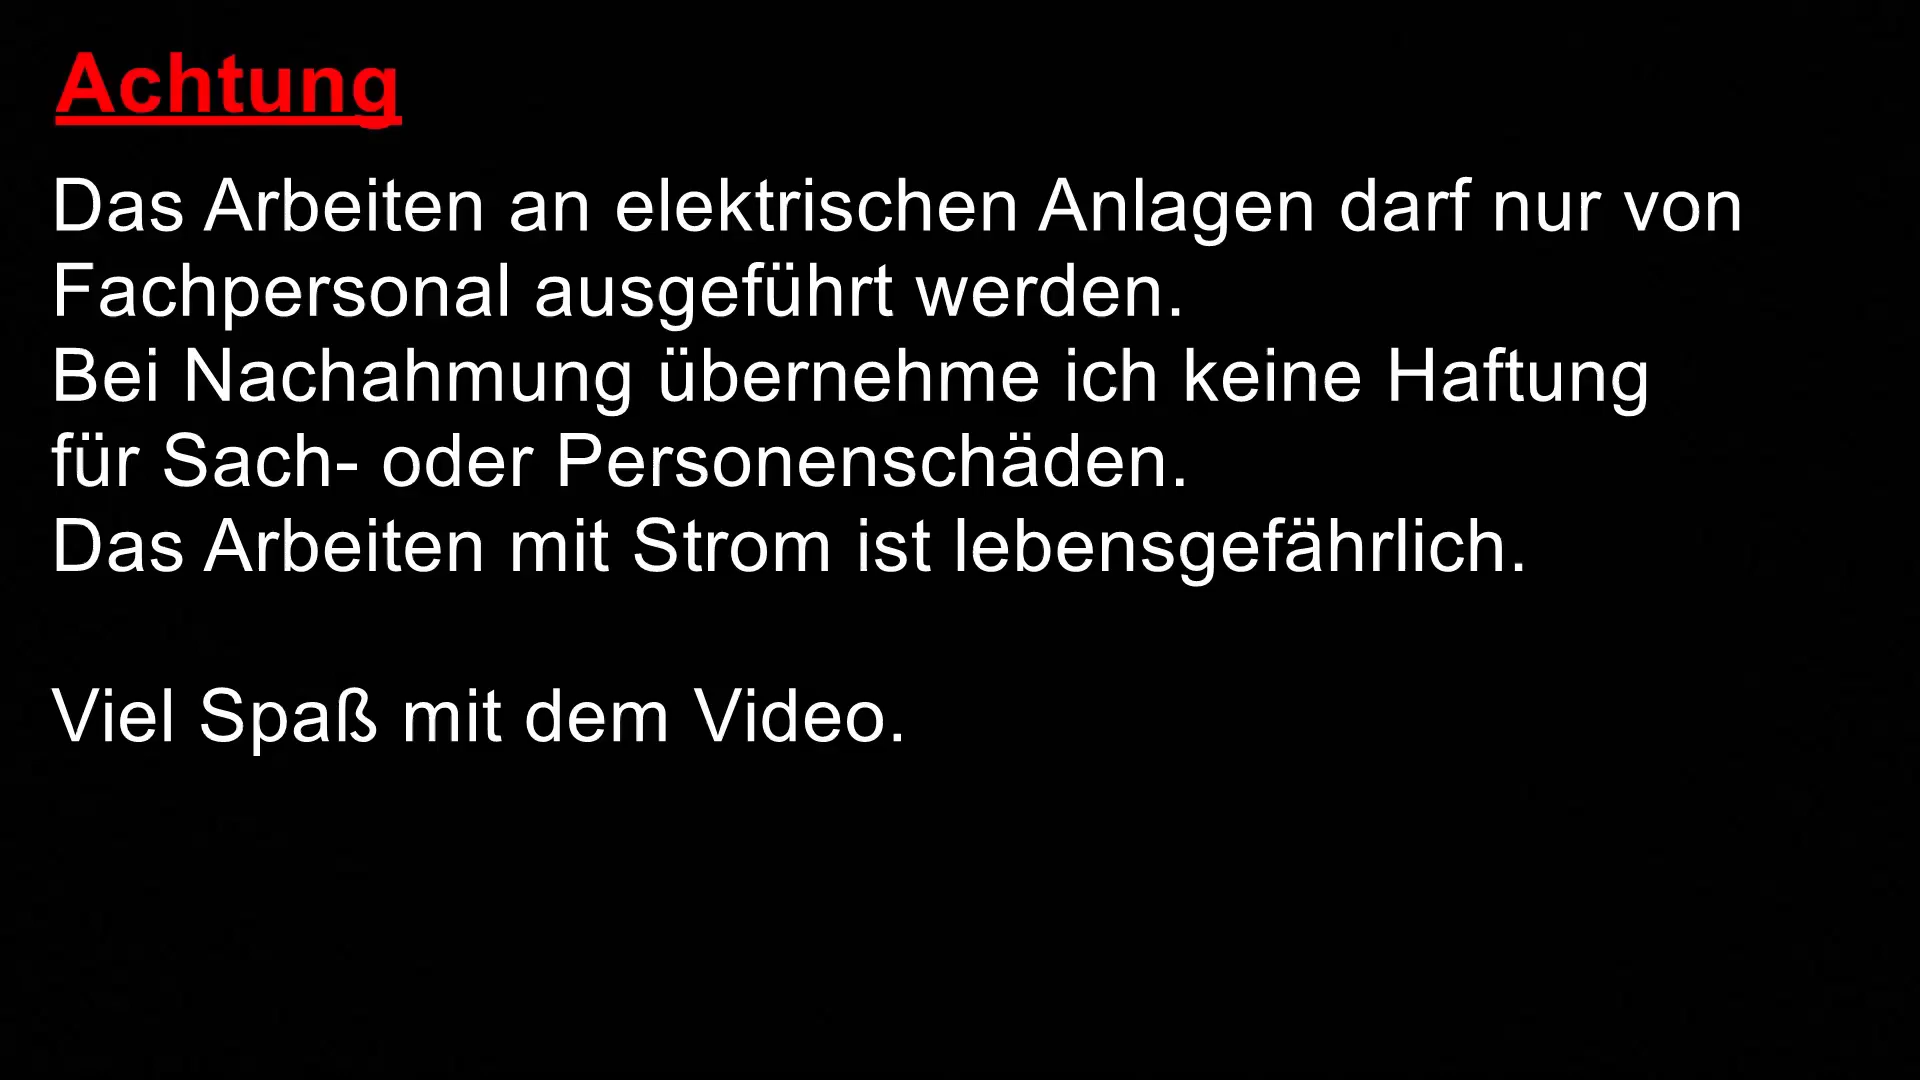 Achtung
Das Arbeiten an elektrischen Anlagen darf nur von
Fachpersonal ausgeführt werden.
Bei Nachahmung übernehme ich keine Haftung
für Sach- oder Personenschäden.
Das Arbeiten mit Strom ist lebensgefährlich.
Viel Spaß mit dem Video.